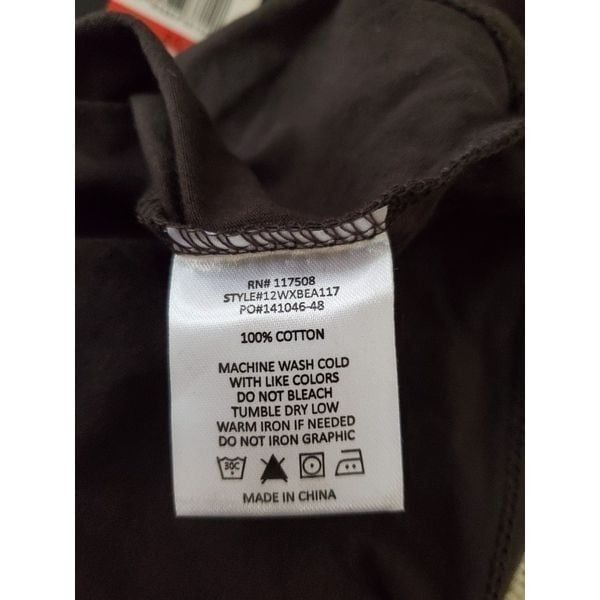 RN# 117508
STYLE#12WXBEA117
PO#141046-48
100% COTTON
MACHINE WASH COLD
WITH LIKE COLORS
DO NOT BLEACH
TUMBLE DRY LOW
WARM IRON IF NEEDED
DO NOT IRON GRAPHIC
30C
MADE IN CHINA